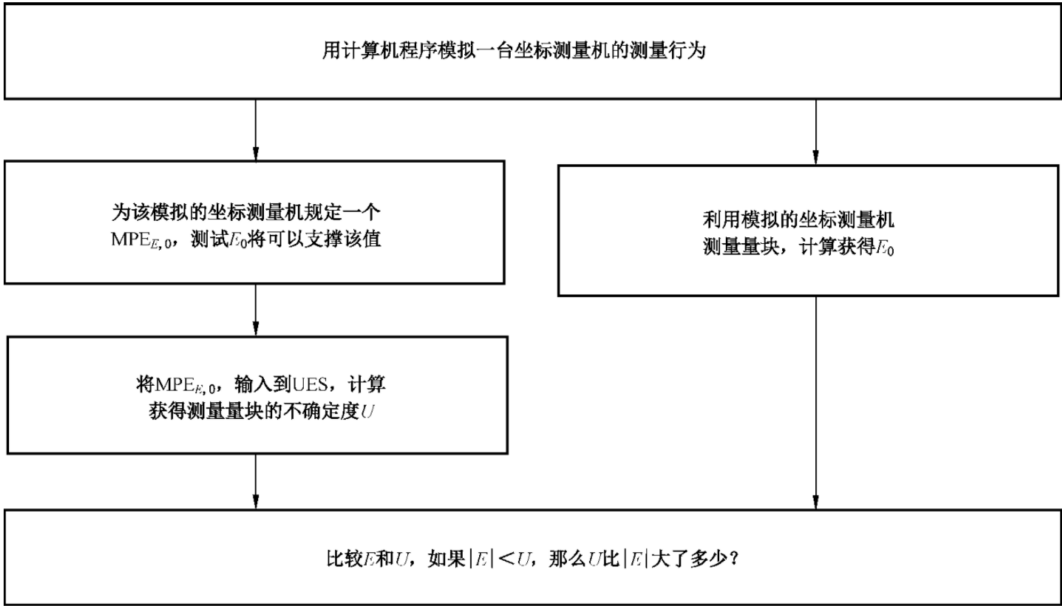 用计算机程序模拟一台坐标测量机的测量行为
为该模拟的坐标测量机规定一个
MPE_{E,0}，测试E_0将可以支撑该值
利用模拟的坐标测量机
测量量块，计算获得E_0
将MPE_{E,0}，输入到UES，计算
获得测量量块的不确定度U
比较E和U，如果|E|<U，那么U比|E|大了多少？